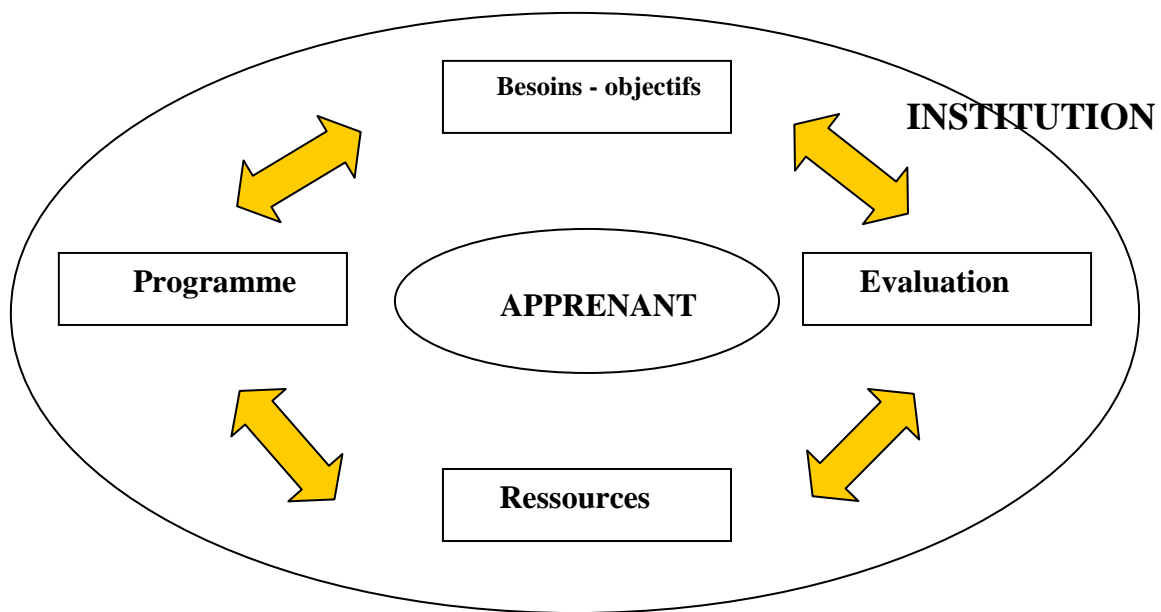 Besoins - objectifs
INSTITUTION
Programme
APPRENANT
Evaluation
Ressources